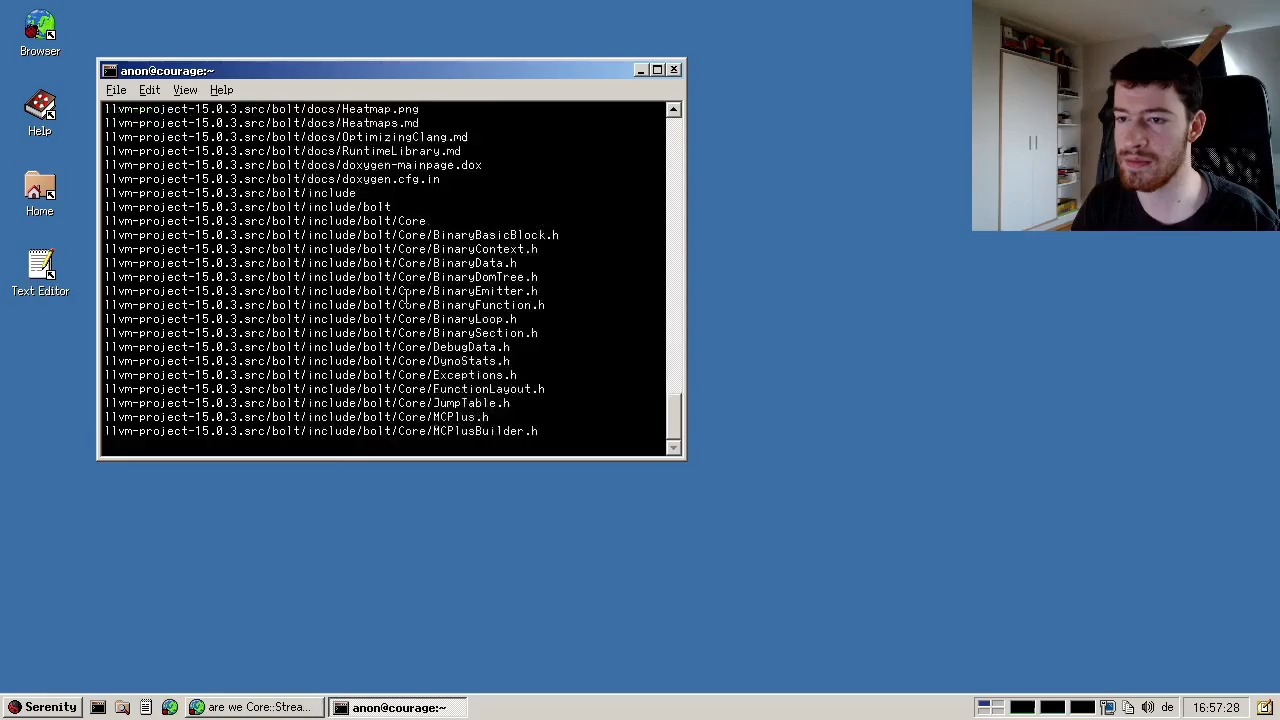 Browser
Help
Home
Text Editor
anon@courage:~
File Edit View Help
llvm-project-15.0.3.src/bolt/docs/Heatmap.png
llvm-project-15.0.3.src/bolt/docs/Heatmaps.md
llvm-project-15.0.3.src/bolt/docs/OptimizingClang.md
llvm-project-15.0.3.src/bolt/docs/RuntimeLibrary.md
llvm-project-15.0.3.src/bolt/docs/doxygen-mainpage.dox
llvm-project-15.0.3.src/bolt/docs/doxygen.cfg.in
llvm-project-15.0.3.src/bolt/include
llvm-project-15.0.3.src/bolt/include/bolt
llvm-project-15.0.3.src/bolt/include/bolt/Core
llvm-project-15.0.3.src/bolt/include/bolt/Core/BinaryBasicBlock.h
llvm-project-15.0.3.src/bolt/include/bolt/Core/BinaryContext.h
llvm-project-15.0.3.src/bolt/include/bolt/Core/BinaryData.h
llvm-project-15.0.3.src/bolt/include/bolt/Core/BinaryDomTree.h
llvm-project-15.0.3.src/bolt/include/bolt/Core/BinaryEmitter.h
llvm-project-15.0.3.src/bolt/include/bolt/Core/BinaryFunction.h
llvm-project-15.0.3.src/bolt/include/bolt/Core/BinaryLoop.h
llvm-project-15.0.3.src/bolt/include/bolt/Core/BinarySection.h
llvm-project-15.0.3.src/bolt/include/bolt/Core/DebugData.h
llvm-project-15.0.3.src/bolt/include/bolt/Core/DynoStats.h
llvm-project-15.0.3.src/bolt/include/bolt/Core/Exceptions.h
llvm-project-15.0.3.src/bolt/include/bolt/Core/FunctionLayout.h
llvm-project-15.0.3.src/bolt/include/bolt/Core/JumpTable.h
llvm-project-15.0.3.src/bolt/include/bolt/Core/MCPlus.h
llvm-project-15.0.3.src/bolt/include/bolt/Core/MCPlusBuilder.h
Serenity are we Core::Strea... anon@courage:~ de 16:57:28